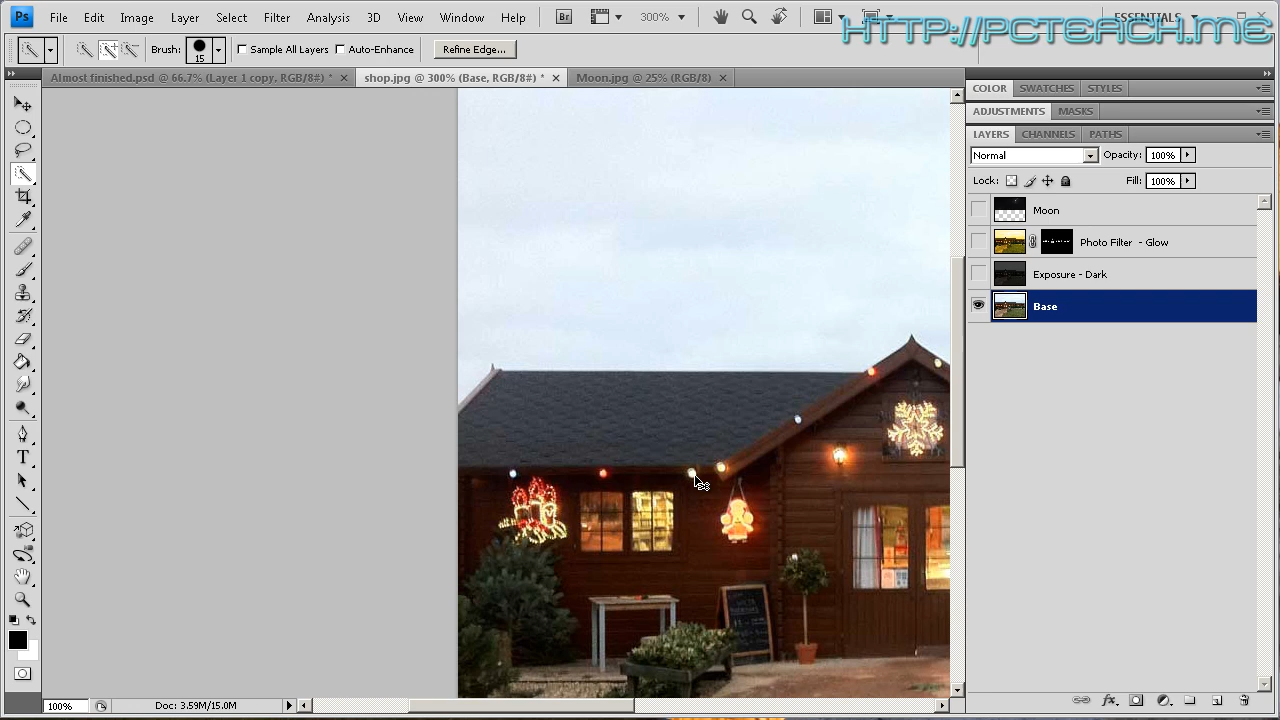 Ps File Edit Image Layer Select Filter Analysis 3D View Window Help Br 300% ESSENTIALS
HTTP://PCTEACH.ME
Brush: 15 Sample All Layers Auto-Enhance Refine Edge...
Almost finished.psd @ 66.7% (Layer 1 copy, RGB/8#) * shop.jpg @ 300% (Base, RGB/8#) * Moon.jpg @ 25% (RGB/8)
COLOR SWATCHES STYLES
ADJUSTMENTS MASKS
LAYERS CHANNELS PATHS
Normal Opacity: 100%
Lock: Fill: 100%
Moon
Photo Filter - Glow
Exposure - Dark
Base
T
100% Doc: 3.59M/15.0M
fx